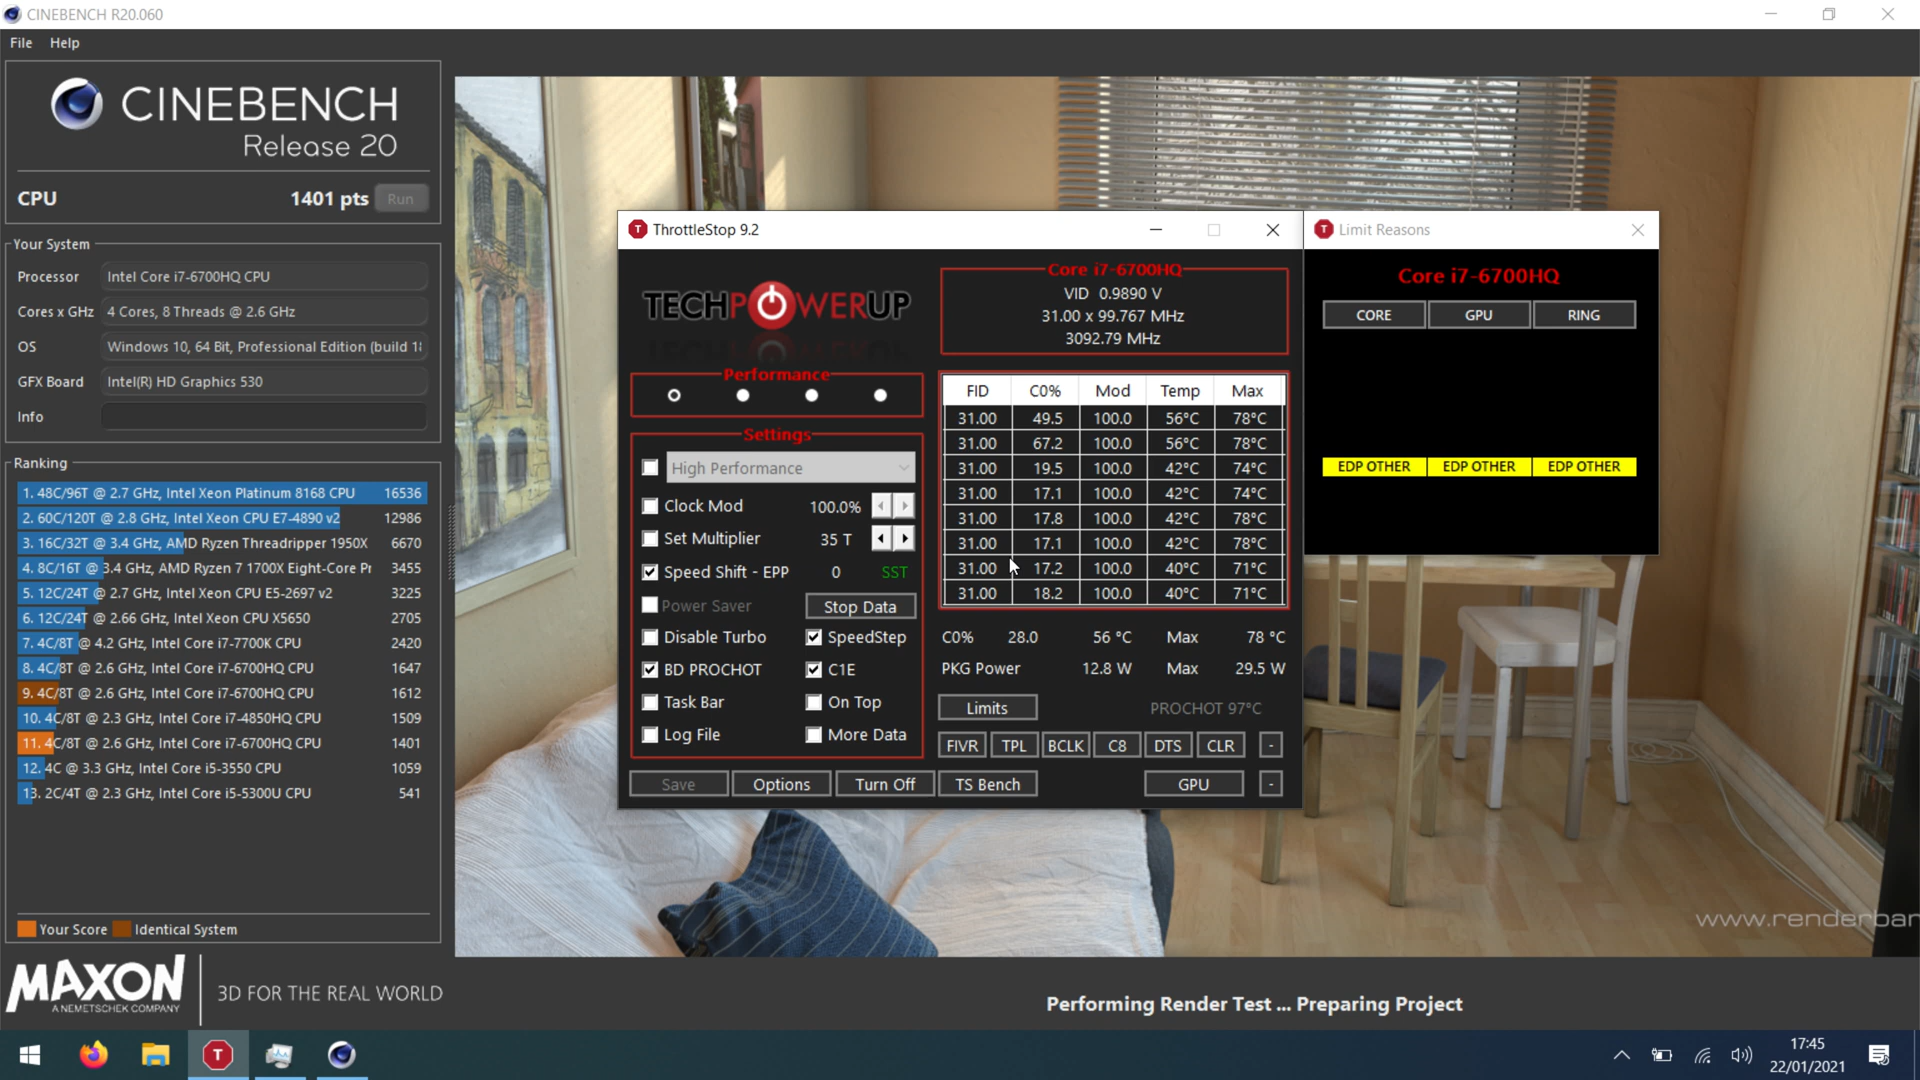 CINEBENCH R20.060
File Help
CINEBENCH
Release 20
CPU 1401 pts Run
Your System
Processor Intel Core i7-6700HQ CPU
Cores x GHz 4 Cores, 8 Threads @ 2.6 GHz
OS Windows 10, 64 Bit, Professional Edition (build 18
GFX Board Intel(R) HD Graphics 530
Info
Ranking
1. 48C/96T @ 2.7 GHz, Intel Xeon Platinum 8168 CPU 16536
2. 60C/120T @ 2.8 GHz, Intel Xeon CPU E7-4890 v2 12986
3. 16C/32T @ 3.4 GHz, AMD Ryzen Threadripper 1950X 6670
4. 8C/16T @ 3.4 GHz, AMD Ryzen 7 1700X Eight-Core Pr 3455
5. 12C/24T @ 2.7 GHz, Intel Xeon CPU E5-2697 v2 3225
6. 12C/24T @ 2.66 GHz, Intel Xeon CPU X5650 2705
7. 4C/8T @ 4.2 GHz, Intel Core i7-7700K CPU 2420
8. 4C/8T @ 2.6 GHz, Intel Core i7-6700HQ CPU 1647
9. 4C/8T @ 2.6 GHz, Intel Core i7-6700HQ CPU 1612
10. 4C/8T @ 2.3 GHz, Intel Core i7-4850HQ CPU 1509
11. 4C/8T @ 2.6 GHz, Intel Core i7-6700HQ CPU 1401
12. 4C @ 3.3 GHz, Intel Core i5-3550 CPU 1059
13. 2C/4T @ 2.3 GHz, Intel Core i5-5300U CPU 541
Your Score Identical System
MAXON
A NEMETSCHEK COMPANY
3D FOR THE REAL WORLD
ThrottleStop 9.2
TECHPOWERUP
Core i7-6700HQ
VID 0.9890 V
31.00 x 99.767 MHz
3092.79 MHz
Performance
Settings
High Performance
Clock Mod 100.0%
Set Multiplier 35 T
Speed Shift - EPP 0 SST
Power Saver Stop Data
Disable Turbo SpeedStep
BD PROCHOT C1E
Task Bar On Top
Log File More Data
Save Options Turn Off TS Bench GPU -
FID C0% Mod Temp Max
31.00 49.5 100.0 56°C 78°C
31.00 67.2 100.0 56°C 78°C
31.00 19.5 100.0 42°C 74°C
31.00 17.1 100.0 42°C 74°C
31.00 17.8 100.0 42°C 78°C
31.00 17.1 100.0 42°C 78°C
31.00 17.2 100.0 40°C 71°C
31.00 18.2 100.0 40°C 71°C
C0% 28.0 56 °C Max 78 °C
PKG Power 12.8 W Max 29.5 W
Limits PROCHOT 97°C
FIVR TPL BCLK C8 DTS CLR -
Limit Reasons
Core i7-6700HQ
CORE GPU RING
EDP OTHER EDP OTHER EDP OTHER
www.renderbar
Performing Render Test ... Preparing Project
17:45
22/01/2021